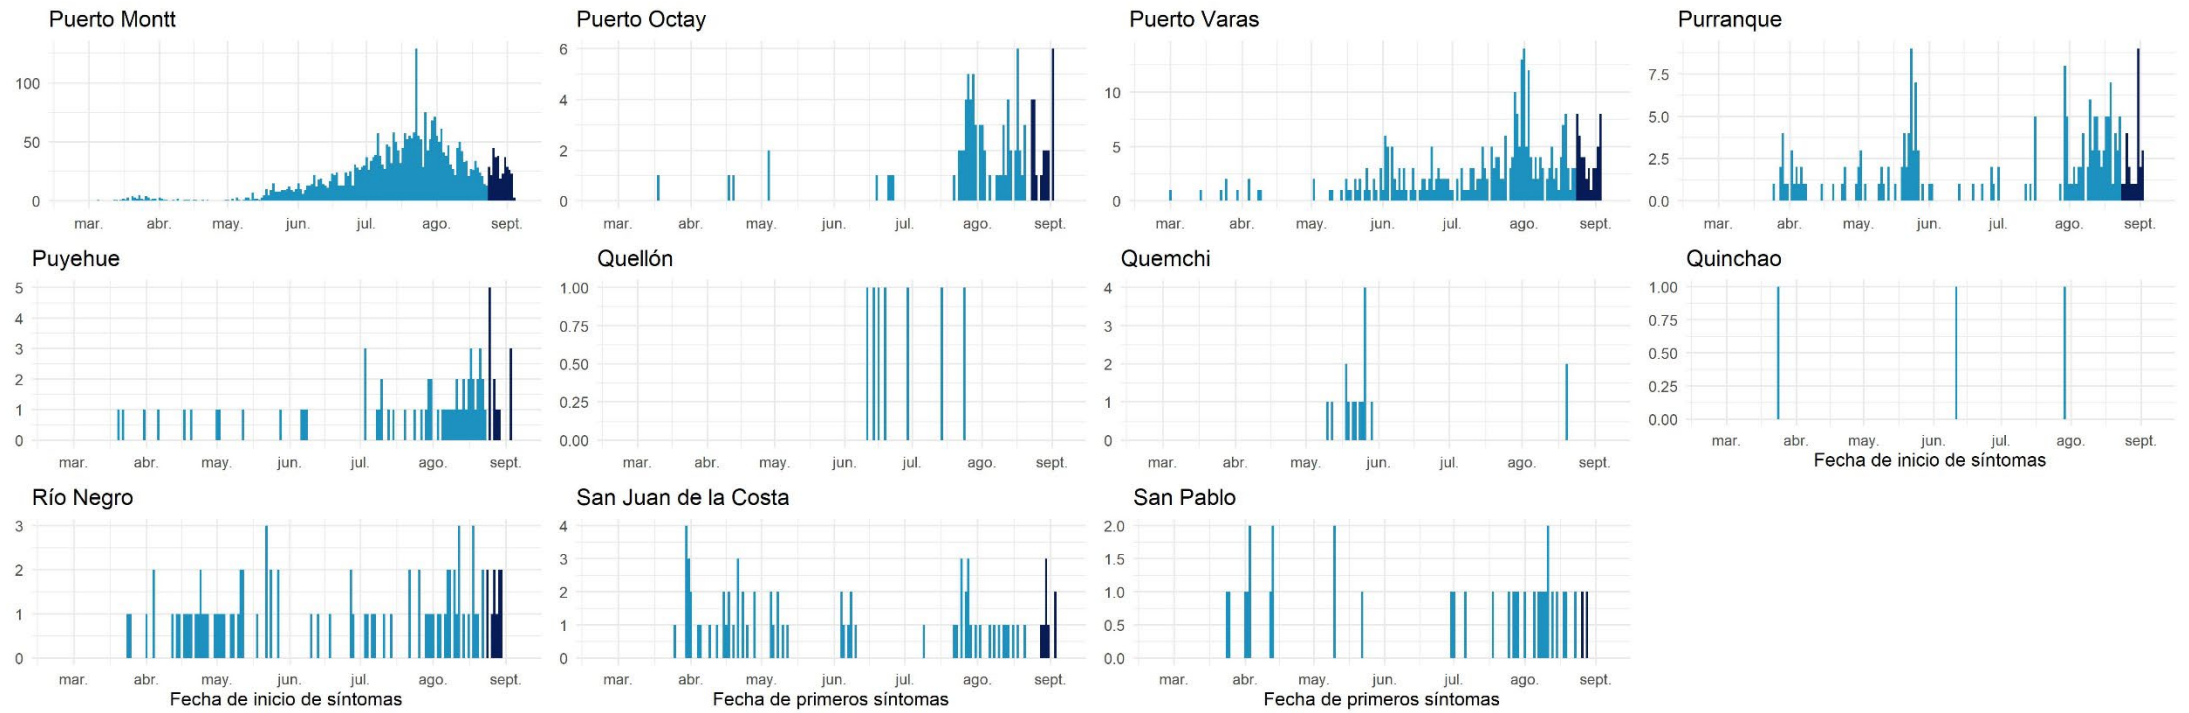 Puerto Montt
100
50
0
mar. abr. may. jun. jul. ago. sept.
Puerto Octay
6
4
2
0
mar. abr. may. jun. jul. ago. sept.
Puerto Varas
10
5
0
mar. abr. may. jun. jul. ago. sept.
Purranque
7.5
5.0
2.5
0.0
mar. abr. may. jun. jul. ago. sept.
Puyehue
5
4
3
2
1
0
mar. abr. may. jun. jul. ago. sept.
Quellón
1.00
0.75
0.50
0.25
0.00
mar. abr. may. jun. jul. ago. sept.
Quemchi
4
3
2
1
0
mar. abr. may. jun. jul. ago. sept.
Quinchao
1.00
0.75
0.50
0.25
0.00
mar. abr. may. jun. jul. ago. sept.
Fecha de inicio de síntomas
Río Negro
3
2
1
0
mar. abr. may. jun. jul. ago. sept.
Fecha de inicio de síntomas
San Juan de la Costa
4
3
2
1
0
mar. abr. may. jun. jul. ago. sept.
Fecha de primeros síntomas
San Pablo
2.0
1.5
1.0
0.5
0.0
mar. abr. may. jun. jul. ago. sept.
Fecha de primeros síntomas